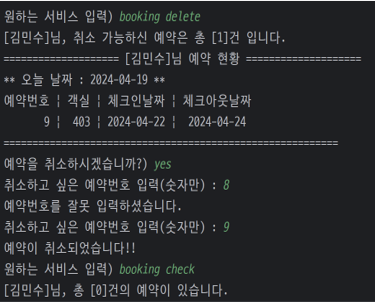 원하는 서비스 입력) booking delete
[김민수]님, 취소 가능하신 예약은 총 [1]건 입니다.
==================== [김민수]님 예약 현황 ====================
** 오늘 날짜 : 2024-04-19 **
예약번호 ¦ 객실 ¦ 체크인날짜 ¦ 체크아웃날짜
9 ¦ 403 ¦ 2024-04-22 ¦ 2024-04-24
==========================================================
예약을 취소하시겠습니까?) yes
취소하고 싶은 예약번호 입력(숫자만) : 8
예약번호를 잘못 입력하셨습니다.
취소하고 싶은 예약번호 입력(숫자만) : 9
예약이 취소되었습니다!!
원하는 서비스 입력) booking check
[김민수]님, 총 [0]건의 예약이 있습니다.